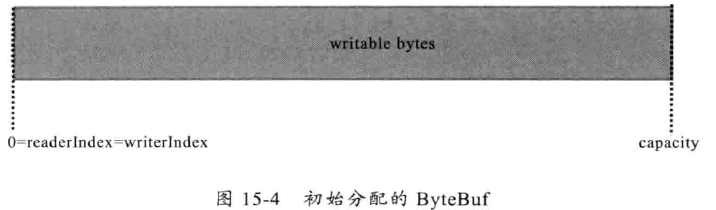 writable bytes
0=readerIndex=writerIndex
capacity
图 15-4 初始分配的 ByteBuf